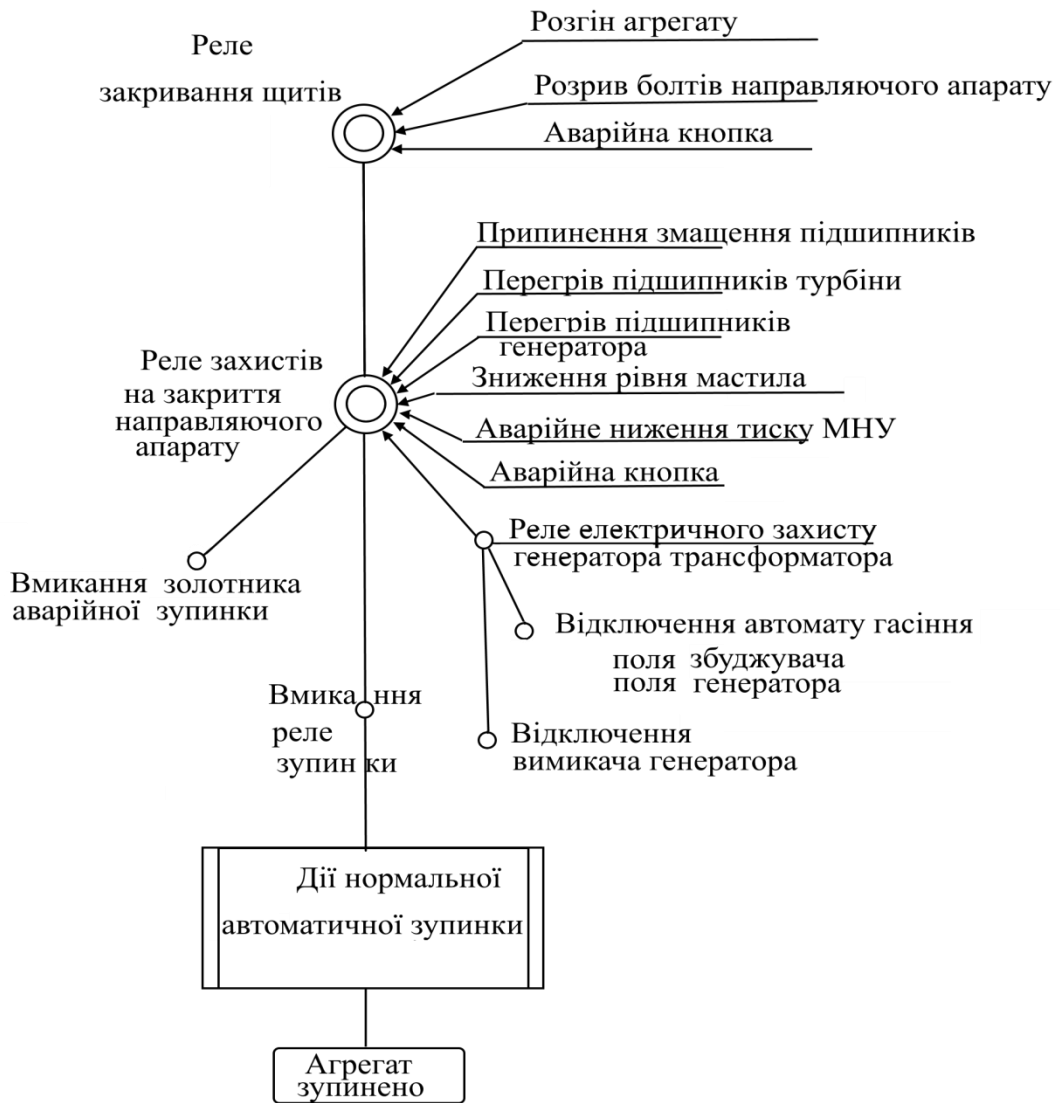 Розгін агрегату
Реле
закривання щитів
Розрив болтів направляючого апарату
Аварійна кнопка
Припинення змащення підшипників
Перегрів підшипників турбіни
Перегрів підшипників
генератора
Реле захистів
на закриття
направляючого
апарату
Зниження рівня мастила
Аварійне ниження тиску МНУ
Аварійна кнопка
Реле електричного захисту
генератора трансформатора
Вмикання золотника
аварійної зупинки
Відключення автомату гасіння
поля збуджувача
поля генератора
Вмика ння
реле
зупин ки
Відключення
вимикача генератора
Дії нормальної
автоматичної зупинки
Агрегат
зупинено